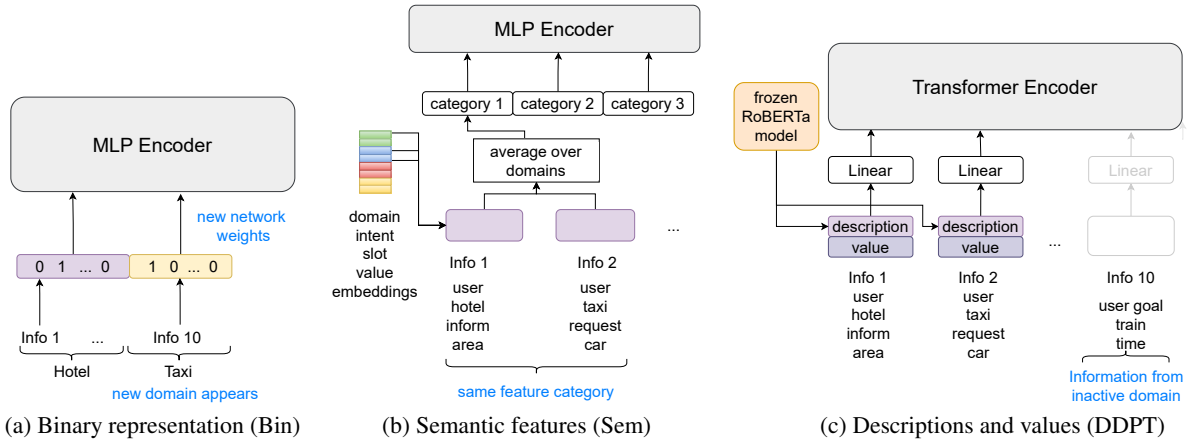 MLP Encoder
new network
weights
0 1 ... 0
1 0 ... 0
Info 1
...
Info 10
Hotel
Taxi
new domain appears
(a) Binary representation (Bin)
MLP Encoder
category 1
category 2
category 3
average over
domains
domain
intent
slot
value
embeddings
...
Info 1
user
hotel
inform
area
Info 2
user
taxi
request
car
same feature category
(b) Semantic features (Sem)
Transformer Encoder
frozen
RoBERTa
model
Linear
Linear
Linear
description
value
description
value
...
Info 1
user
hotel
inform
area
Info 2
user
taxi
request
car
Info 10
user goal
train
time
Information from
inactive domain
(c) Descriptions and values (DDPT)